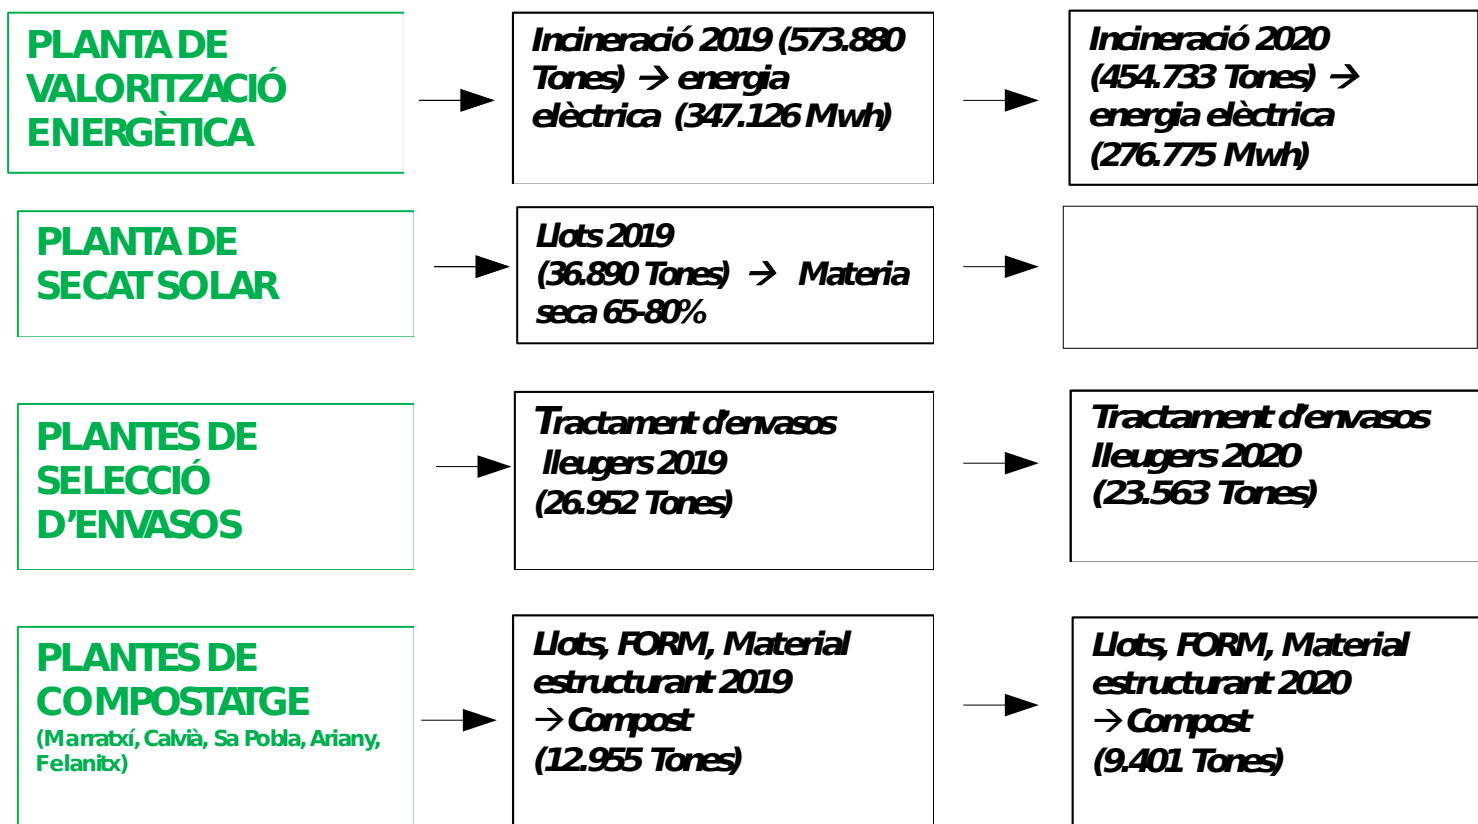 PLANTA DE
VALORITZACIÓ
ENERGÈTICA
Incineració 2019 (573.880
Tones) → energia
elèctrica (347.126 Mwh)
Incineració 2020
(454.733 Tones) →
energia elèctrica
(276.775 Mwh)
PLANTA DE
SECAT SOLAR
Llots 2019
(36.890 Tones) → Materia
seca 65-80%
PLANTES DE
SELECCIÓ
D'ENVASOS
Tractament d'envasos
lleugers 2019
(26.952 Tones)
Tractament d'envasos
lleugers 2020
(23.563 Tones)
PLANTES DE
COMPOSTATGE
(Marratxí, Calvià, Sa Pobla, Ariany,
Felanitx)
Llots, FORM, Material
estructurant 2019
→ Compost
(12.955 Tones)
Llots, FORM, Material
estructurant 2020
→ Compost
(9.401 Tones)